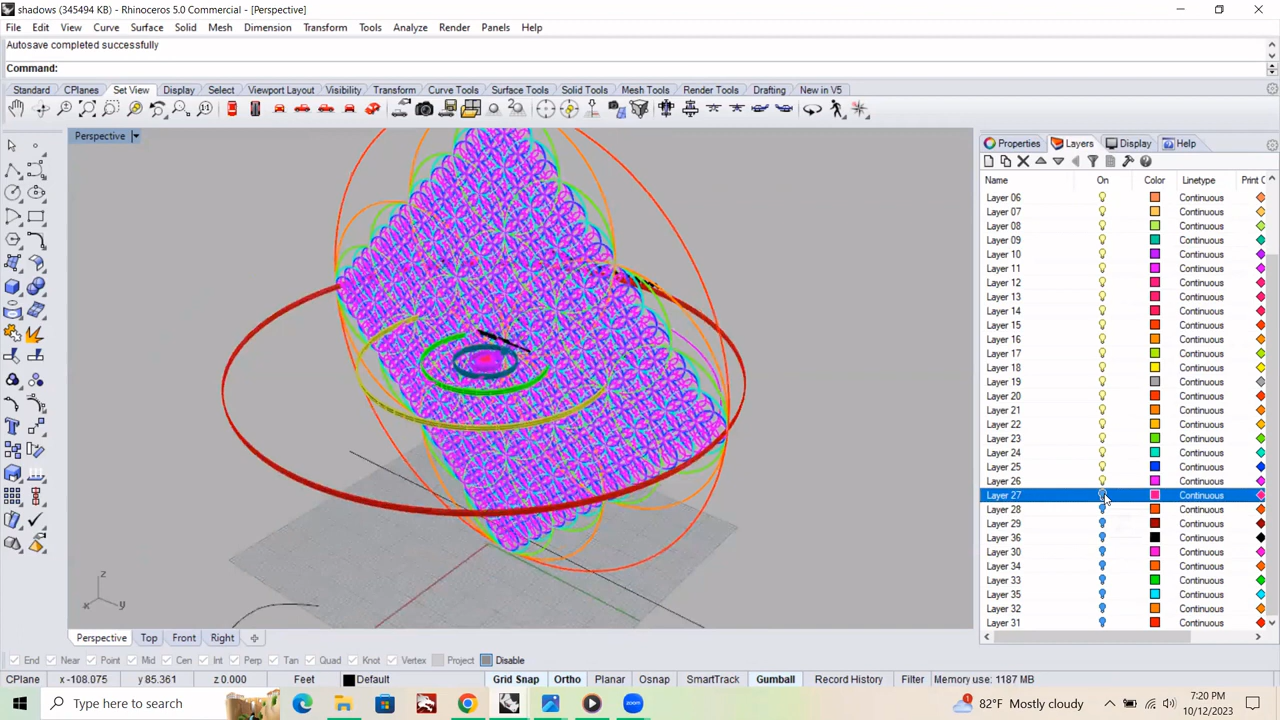 shadows (345494 KB) - Rhinoceros 5.0 Commercial - [Perspective]
File Edit View Curve Surface Solid Mesh Dimension Transform Tools Analyze Render Panels Help
Autosave completed successfully
Command:
Standard CPlanes Set View Display Select Viewport Layout Visibility Transform Curve Tools Surface Tools Solid Tools Mesh Tools Render Tools Drafting New in V5
Perspective
Properties Layers Display Help
Name On Color Linetype Print C
Layer 06 Continuous
Layer 07 Continuous
Layer 08 Continuous
Layer 09 Continuous
Layer 10 Continuous
Layer 11 Continuous
Layer 12 Continuous
Layer 13 Continuous
Layer 14 Continuous
Layer 15 Continuous
Layer 16 Continuous
Layer 17 Continuous
Layer 18 Continuous
Layer 19 Continuous
Layer 20 Continuous
Layer 21 Continuous
Layer 22 Continuous
Layer 23 Continuous
Layer 24 Continuous
Layer 25 Continuous
Layer 26 Continuous
Layer 27 Continuous
Layer 28 Continuous
Layer 29 Continuous
Layer 36 Continuous
Layer 30 Continuous
Layer 34 Continuous
Layer 33 Continuous
Layer 35 Continuous
Layer 32 Continuous
Layer 31 Continuous
z
x y
Perspective Top Front Right
End Near Point Mid Cen Int Perp Tan Quad Knot Vertex Project Disable
CPlane x -108.075 y 85.361 z 0.000 Feet Default Grid Snap Ortho Planar Osnap SmartTrack Gumball Record History Filter Memory use: 1187 MB
Type here to search
1
82°F Mostly cloudy
7:20 PM
10/12/2023